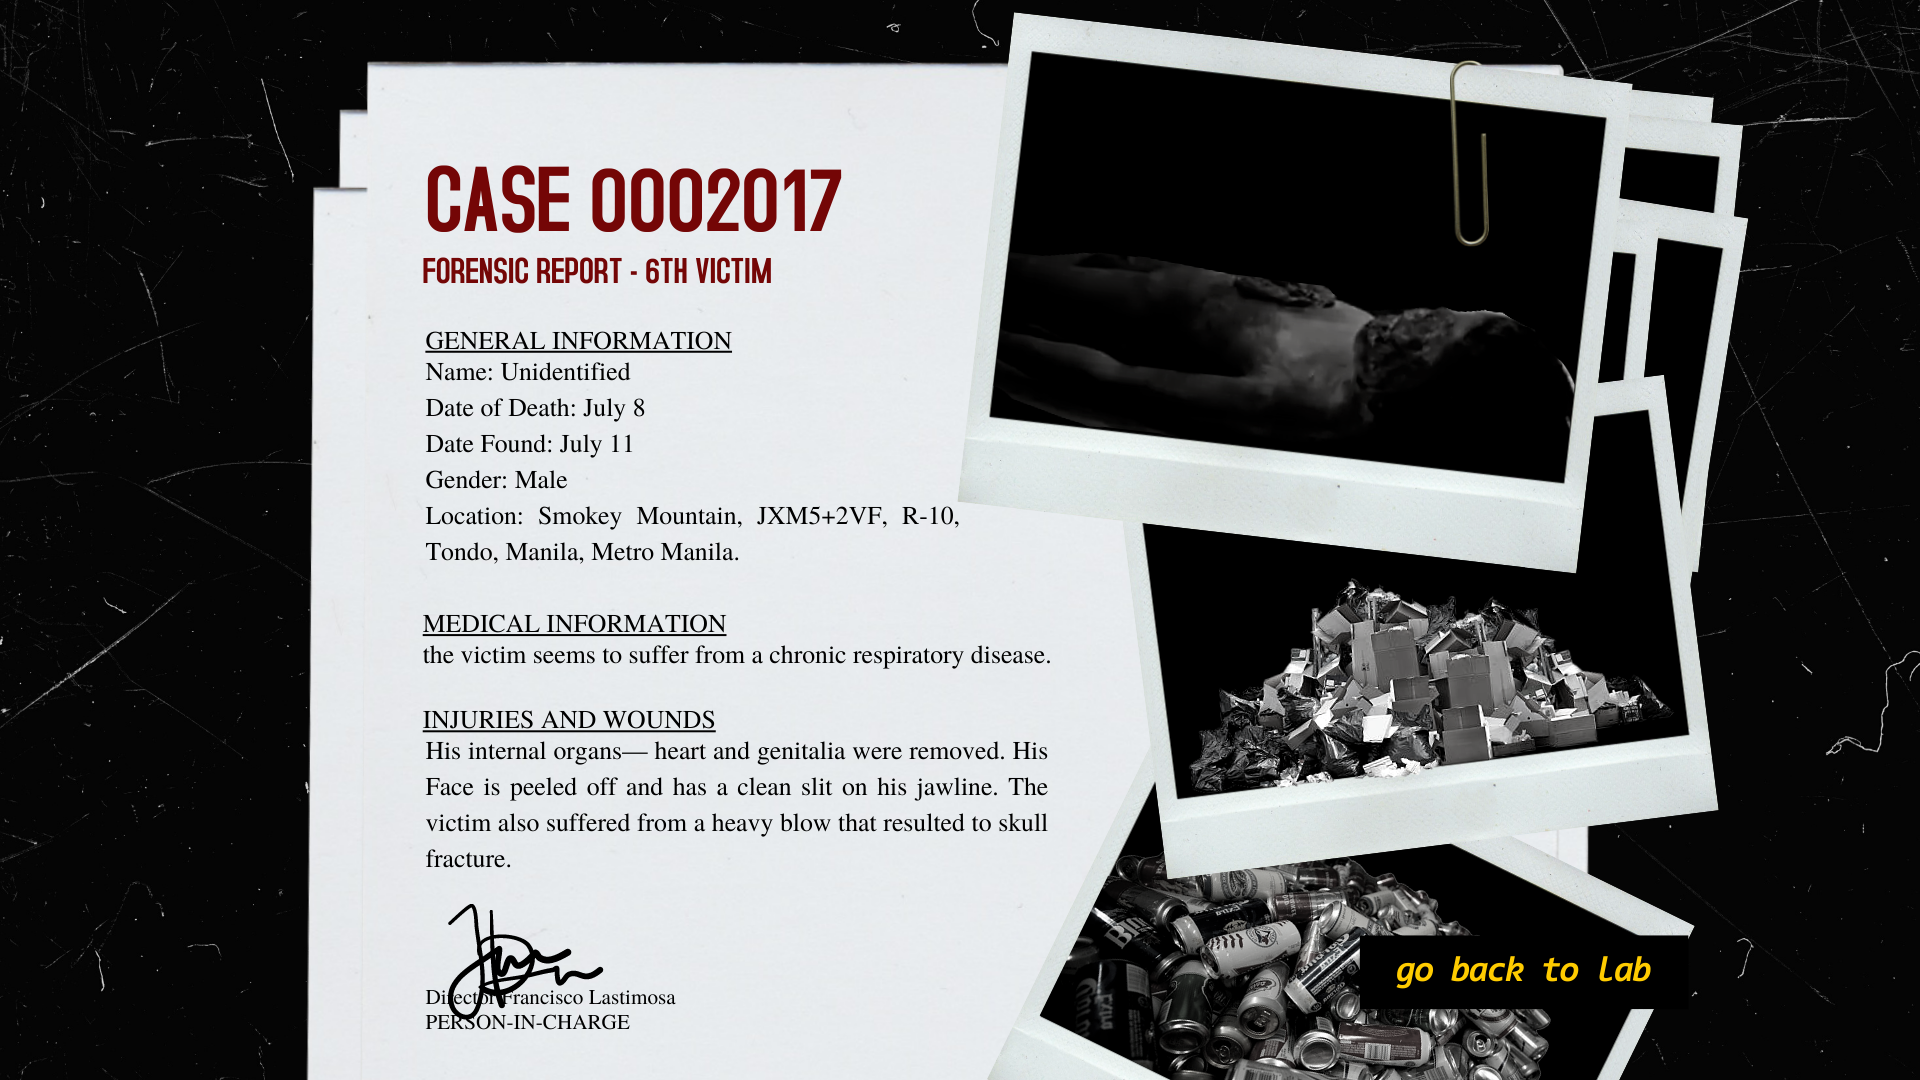 CASE 0002017
FORENSIC REPORT - 6TH VICTIM
GENERAL INFORMATION
Name: Unidentified
Date of Death: July 8
Date Found: July 11
Gender: Male
Location: Smokey Mountain, JXM5+2VF, R-10,
Tondo, Manila, Metro Manila.
MEDICAL INFORMATION
the victim seems to suffer from a chronic respiratory disease.
INJURIES AND WOUNDS
His internal organs— heart and genitalia were removed. His
Face is peeled off and has a clean slit on his jawline. The
victim also suffered from a heavy blow that resulted to skull
fracture.
Director Francisco Lastimosa
PERSON-IN-CHARGE
go back to lab